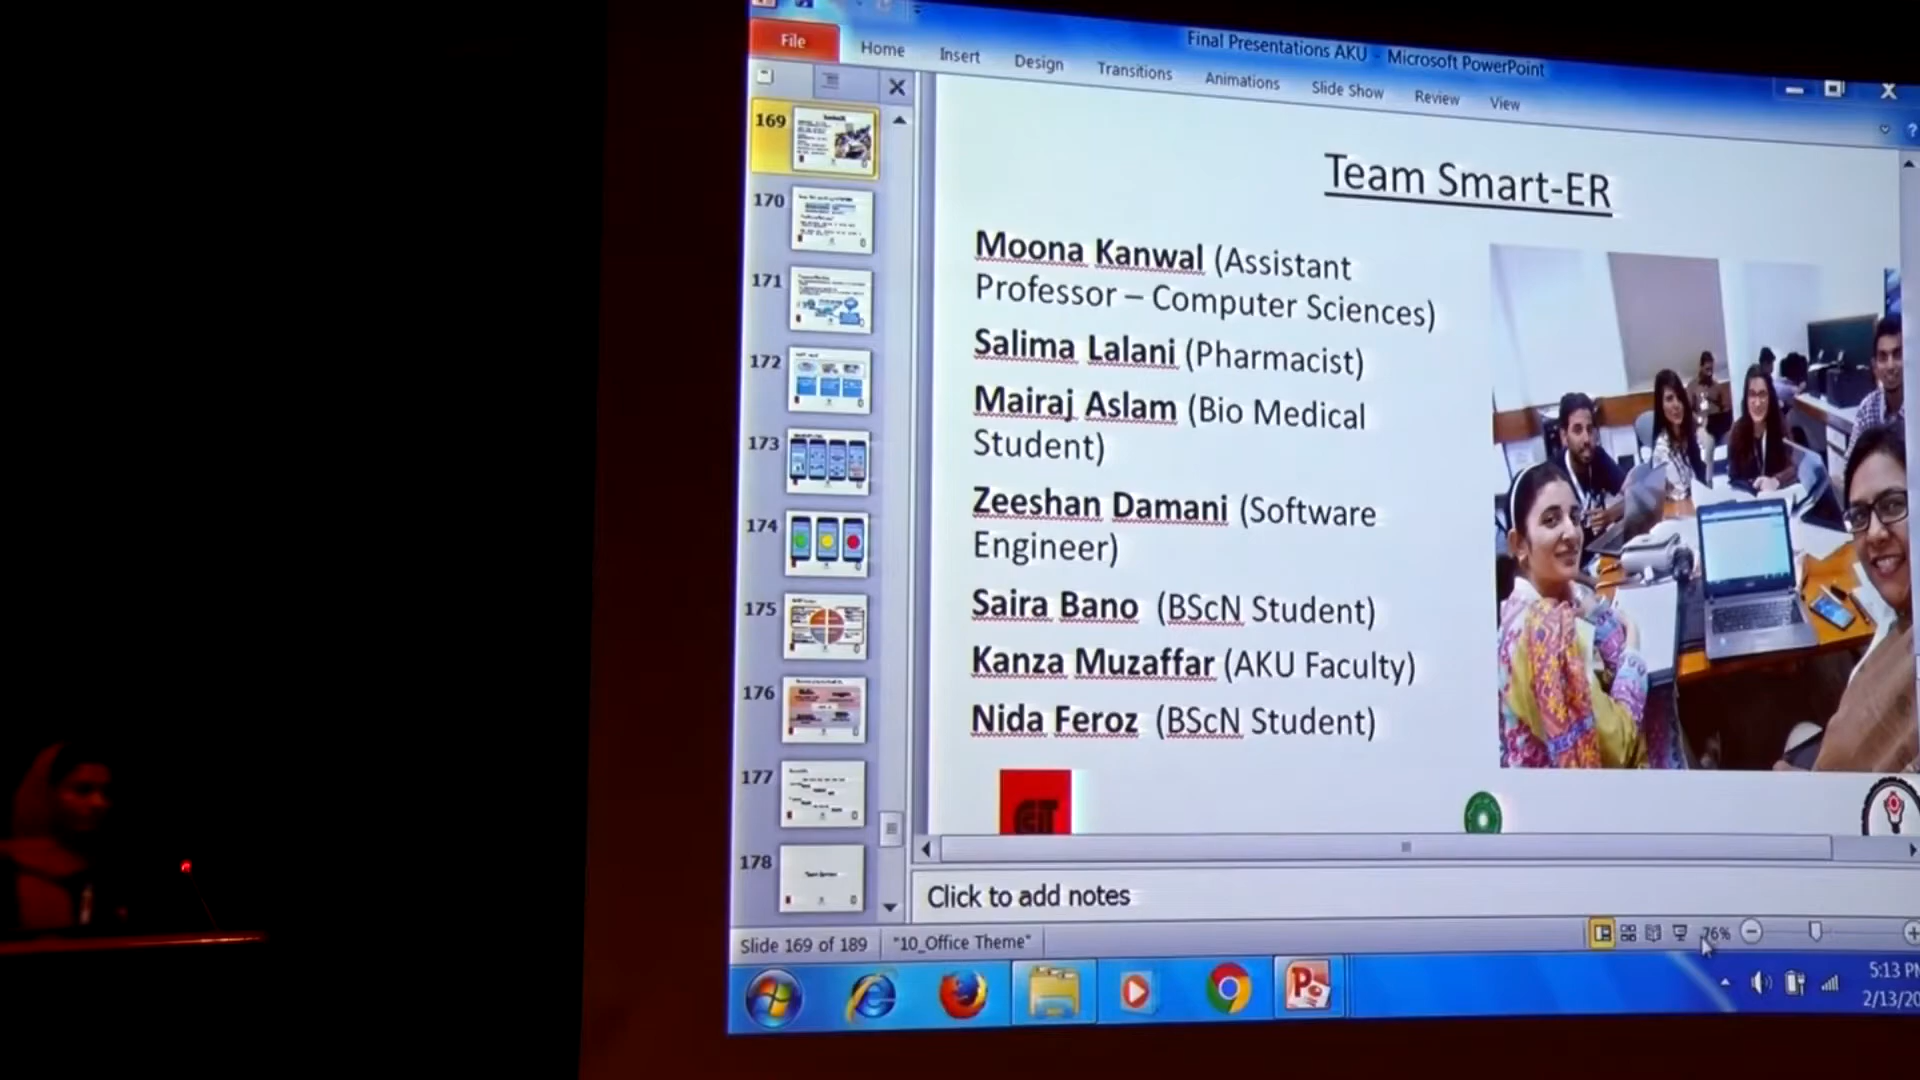 Final Presentations AKU - Microsoft PowerPoint
File Home Insert Design Transitions Animations Slide Show Review View
169
170
171
172
173
174
175
176
177
178
Team Smart-ER
Moona Kanwal (Assistant
Professor – Computer Sciences)
Salima Lalani (Pharmacist)
Mairaj Aslam (Bio Medical
Student)
Zeeshan Damani (Software
Engineer)
Saira Bano (BScN Student)
Kanza Muzaffar (AKU Faculty)
Nida Feroz (BScN Student)
Click to add notes
Slide 169 of 189 "10_Office Theme" 76%
5:13
2/13/20